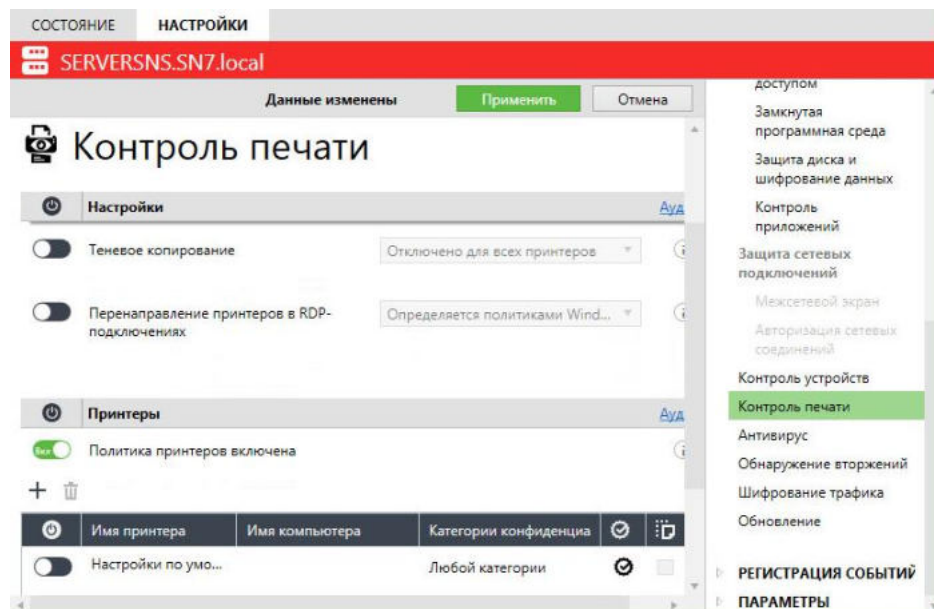 СОСТОЯНИЕ НАСТРОЙКИ
SERVERSNS.SN7.local
Данные изменены Применить Отмена
Контроль печати
Настройки Ауд
Теневое копирование Отключено для всех принтеров
Перенаправление принтеров в RDP- Определяется политиками Wind...
подключениях
Принтеры Ауд
Вкл Политика принтеров включена
Имя принтера Имя компьютера Категории конфиденциа
Настройки по умо... Любой категории
доступом
Замкнутая
программная среда
Защита диска и
шифрование данных
Контроль
приложений
Защита сетевых
подключений
Межсетевой экран
Авторизация сетевых
соединений
Контроль устройств
Контроль печати
Антивирус
Обнаружение вторжений
Шифрование трафика
Обновление
РЕГИСТРАЦИЯ СОБЫТИЙ
ПАРАМЕТРЫ